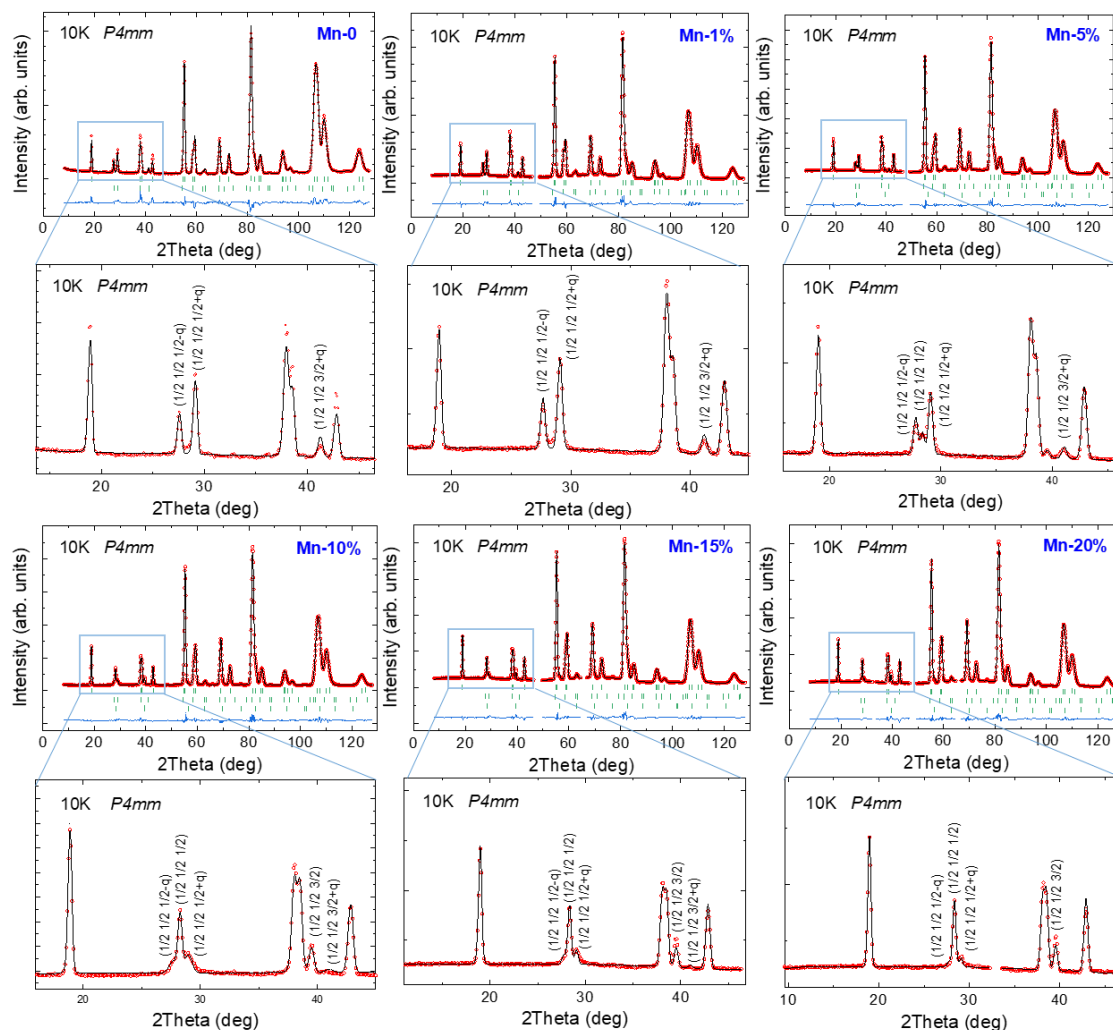 10K P4mm
Mn-0
Intensity (arb. units)
0 20 40 60 80 100 120
2Theta (deg)
10K P4mm
Mn-1%
Intensity (arb. units)
0 20 40 60 80 100 120
2Theta (deg)
10K P4mm
Mn-5%
Intensity (arb. units)
0 20 40 60 80 100 120
2Theta (deg)
10K P4mm
(1/2 1/2 1/2-q)
(1/2 1/2 1/2+q)
(1/2 1/2 3/2+q)
20 30 40
2Theta (deg)
10K P4mm
(1/2 1/2 1/2-q)
(1/2 1/2 1/2+q)
(1/2 1/2 3/2+q)
20 30 40
2Theta (deg)
10K P4mm
(1/2 1/2 1/2-q)
(1/2 1/2 1/2)
(1/2 1/2 1/2+q)
(1/2 1/2 3/2+q)
20 30 40
2Theta (deg)
10K P4mm
Mn-10%
Intensity (arb. units)
0 20 40 60 80 100 120
2Theta (deg)
10K P4mm
Mn-15%
Intensity (arb. units)
0 20 40 60 80 100 120
2Theta (deg)
10K P4mm
Mn-20%
Intensity (arb. units)
0 20 40 60 80 100 120
2Theta (deg)
10K P4mm
(1/2 1/2 1/2-q)
(1/2 1/2 1/2)
(1/2 1/2 1/2+q)
(1/2 1/2 3/2)
(1/2 1/2 3/2+q)
20 30 40
2Theta (deg)
10K P4mm
(1/2 1/2 1/2-q)
(1/2 1/2 1/2)
(1/2 1/2 1/2+q)
(1/2 1/2 3/2)
(1/2 1/2 3/2+q)
20 30 40
2Theta (deg)
10K P4mm
(1/2 1/2 1/2-q)
(1/2 1/2 1/2)
(1/2 1/2 1/2+q)
(1/2 1/2 3/2)
10 20 30 40
2Theta (deg)